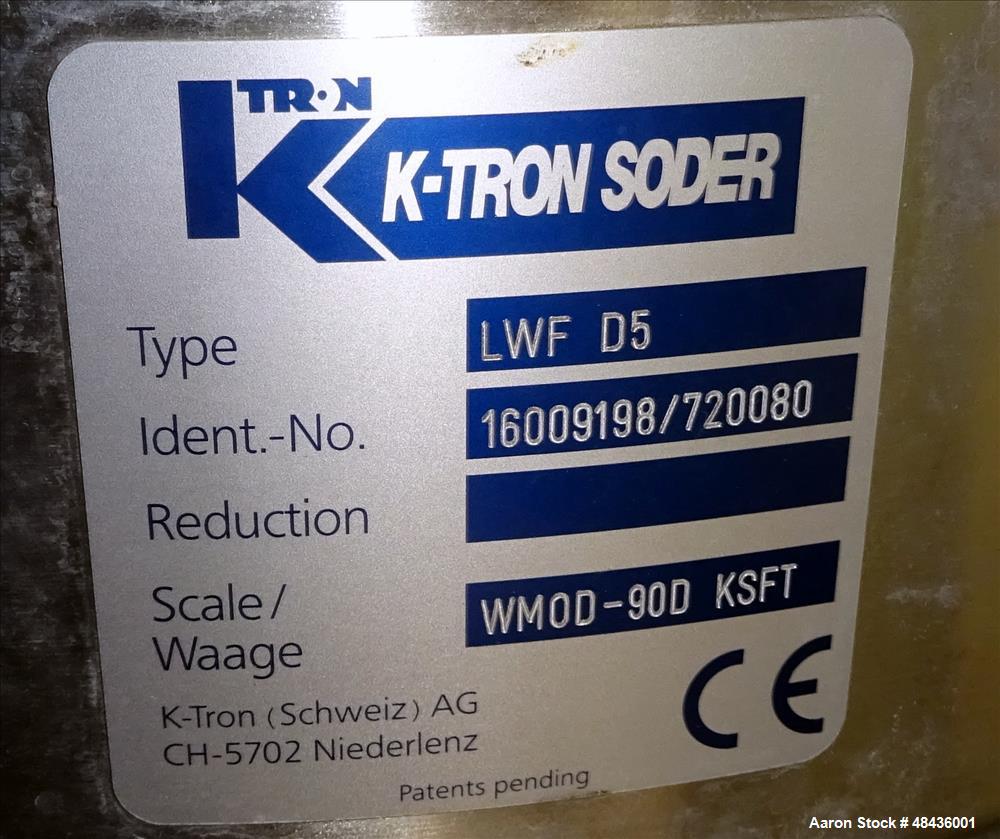 TRON
K-TRON SODER
Type LWF D5
Ident.-No. 16009198/720080
Reduction
Scale/
Waage WMOD-90D KSFT
K-Tron (Schweiz) AG
CH-5702 Niederlenz
CE
Patents pending
Aaron Stock # 48436001